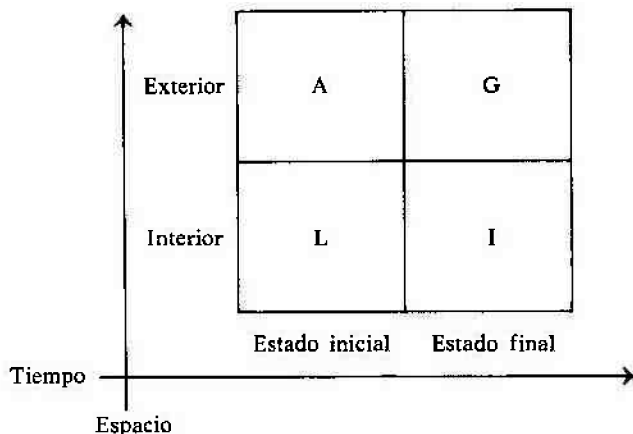 Exterior A G
Interior L I
Estado inicial Estado final
Tiempo
Espacio